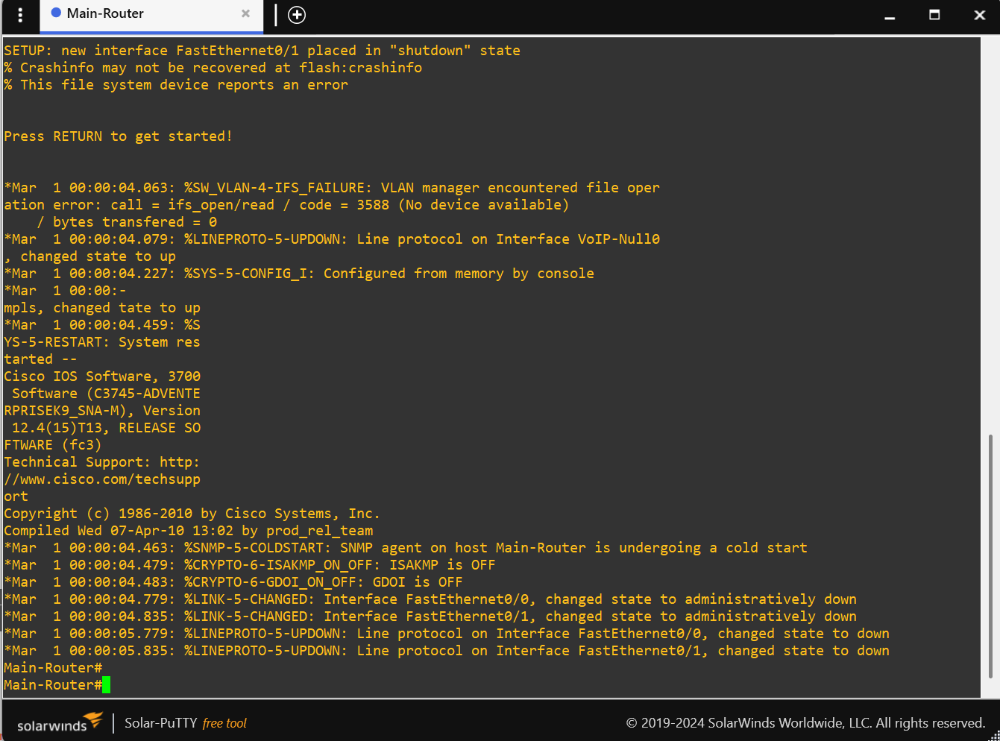 Main-Router
SETUP: new interface FastEthernet0/1 placed in "shutdown" state
% Crashinfo may not be recovered at flash:crashinfo
% This file system device reports an error
Press RETURN to get started!
*Mar  1 00:00:04.063: %SW_VLAN-4-IFS_FAILURE: VLAN manager encountered file oper
ation error: call = ifs_open/read / code = 3588 (No device available)
    / bytes transfered = 0
*Mar  1 00:00:04.079: %LINEPROTO-5-UPDOWN: Line protocol on Interface VoIP-Null0
, changed state to up
*Mar  1 00:00:04.227: %SYS-5-CONFIG_I: Configured from memory by console
*Mar  1 00:00:-
mpls, changed tate to up
*Mar  1 00:00:04.459: %S
YS-5-RESTART: System res
tarted --
Cisco IOS Software, 3700
 Software (C3745-ADVENTE
RPRISEK9_SNA-M), Version
 12.4(15)T13, RELEASE SO
FTWARE (fc3)
Technical Support: http:
//www.cisco.com/techsupp
ort
Copyright (c) 1986-2010 by Cisco Systems, Inc.
Compiled Wed 07-Apr-10 13:02 by prod_rel_team
*Mar  1 00:00:04.463: %SNMP-5-COLDSTART: SNMP agent on host Main-Router is undergoing a cold start
*Mar  1 00:00:04.479: %CRYPTO-6-ISAKMP_ON_OFF: ISAKMP is OFF
*Mar  1 00:00:04.483: %CRYPTO-6-GDOI_ON_OFF: GDOI is OFF
*Mar  1 00:00:04.779: %LINK-5-CHANGED: Interface FastEthernet0/0, changed state to administratively down
*Mar  1 00:00:04.835: %LINK-5-CHANGED: Interface FastEthernet0/1, changed state to administratively down
*Mar  1 00:00:05.779: %LINEPROTO-5-UPDOWN: Line protocol on Interface FastEthernet0/0, changed state to down
*Mar  1 00:00:05.835: %LINEPROTO-5-UPDOWN: Line protocol on Interface FastEthernet0/1, changed state to down
Main-Router#
Main-Router#
solarwinds | Solar-PuTTY free tool © 2019-2024 SolarWinds Worldwide, LLC. All rights reserved.